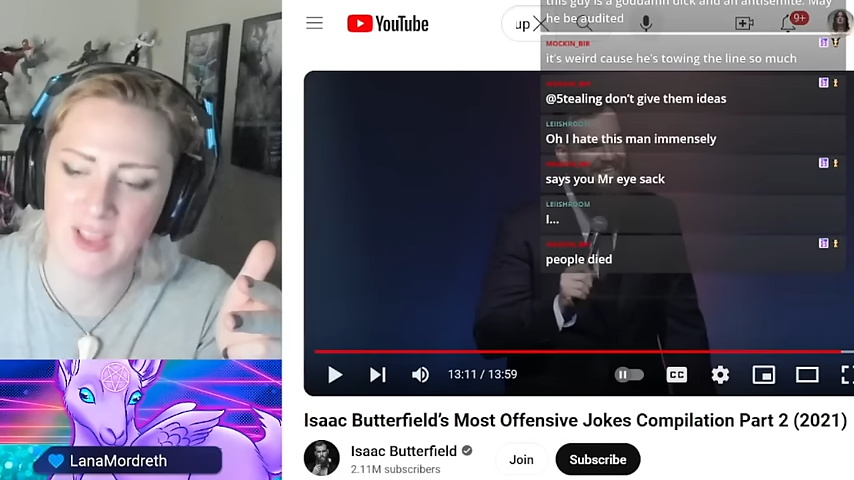 this guy is a goddamn dick and an antisemite. May
he be audited
YouTube
up
9+
MOCKIN_BIR
it's weird cause he's towing the line so much
@5tealing don't give them ideas
LEIISHROOM
Oh I hate this man immensely
says you Mr eye sack
LEIISHROOM
I...
MOCKIN_BIR
people died
13:11 / 13:59
CC
Isaac Butterfield's Most Offensive Jokes Compilation Part 2 (2021)
Isaac Butterfield
2.11M subscribers
Join
Subscribe
LanaMordreth